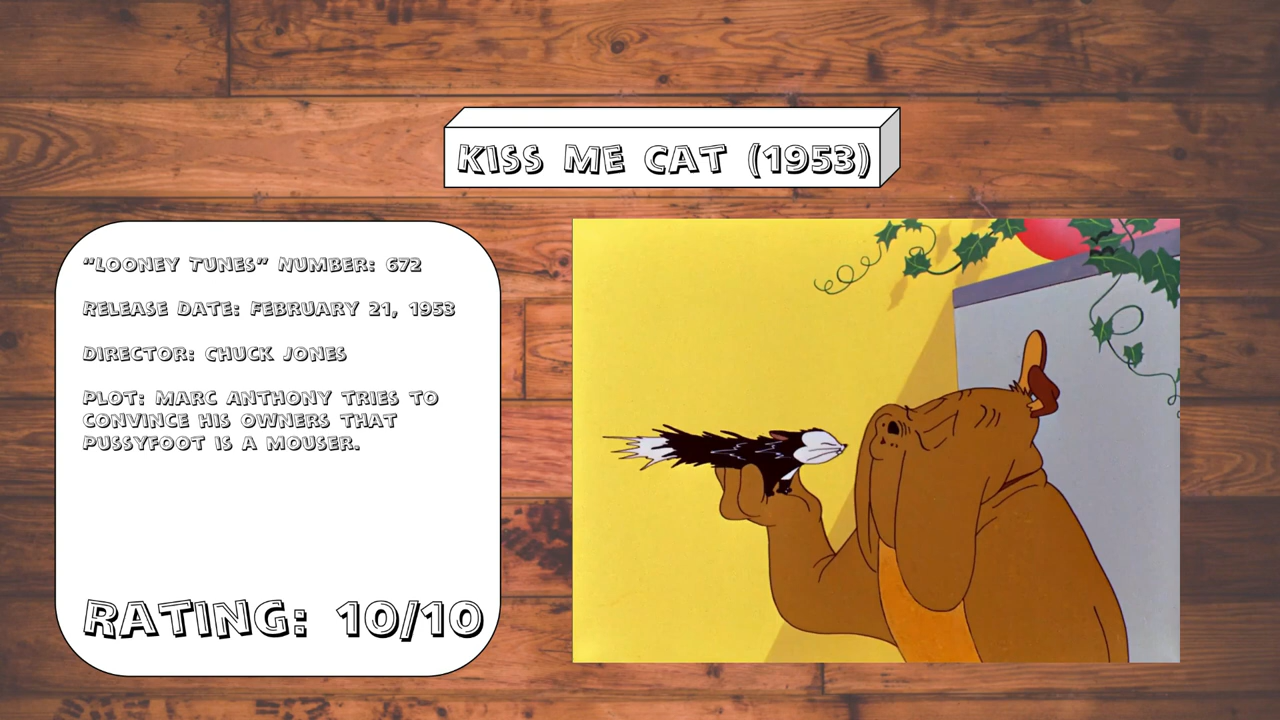 KISS ME CAT (1953)
"LOONEY TUNES" NUMBER: 672
RELEASE DATE: FEBRUARY 21, 1953
DIRECTOR: CHUCK JONES
PLOT: MARC ANTHONY TRIES TO
CONVINCE HIS OWNERS THAT
PUSSYFOOT IS A MOUSER.
RATING: 10/10